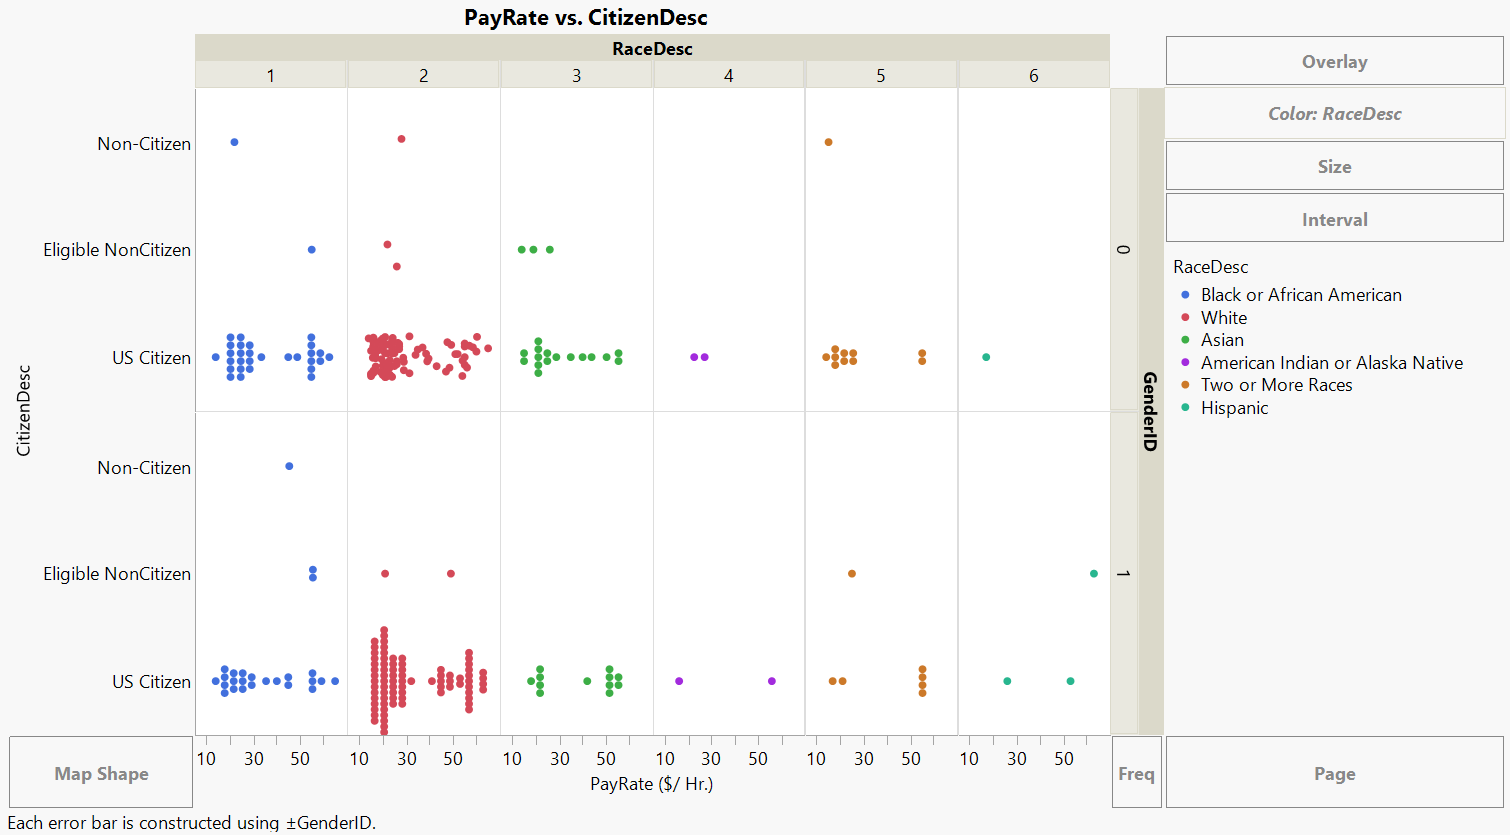 PayRate vs. CitizenDesc
RaceDesc
1 2 3 4 5 6
Overlay
Color: RaceDesc
Size
Interval
RaceDesc
Black or African American
White
Asian
American Indian or Alaska Native
Two or More Races
Hispanic
CitizenDesc
Non-Citizen
Eligible NonCitizen
US Citizen
Non-Citizen
Eligible NonCitizen
US Citizen
0
1
GenderID
10 30 50 10 30 50 10 30 50 10 30 50 10 30 50 10 30 50
PayRate ($/ Hr.)
Map Shape
Freq
Page
Each error bar is constructed using ±GenderID.